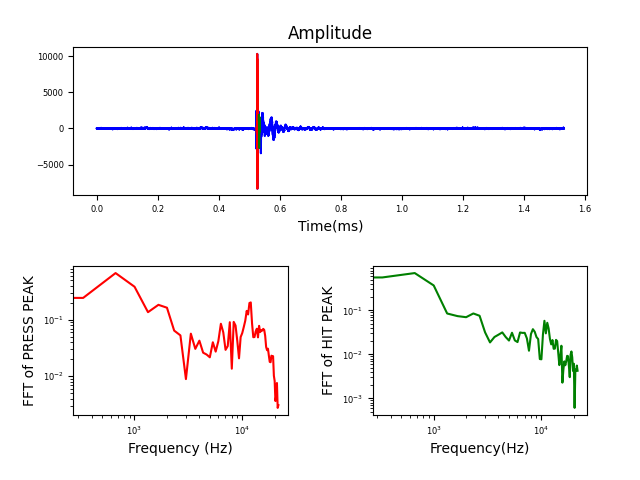 Amplitude
10000
5000
0
−5000
0.0 0.2 0.4 0.6 0.8 1.0 1.2 1.4 1.6
Time(ms)
FFT of PRESS PEAK
10⁻¹
10⁻²
10³ 10⁴
Frequency (Hz)
FFT of HIT PEAK
10⁻¹
10⁻²
10⁻³
10³ 10⁴
Frequency(Hz)